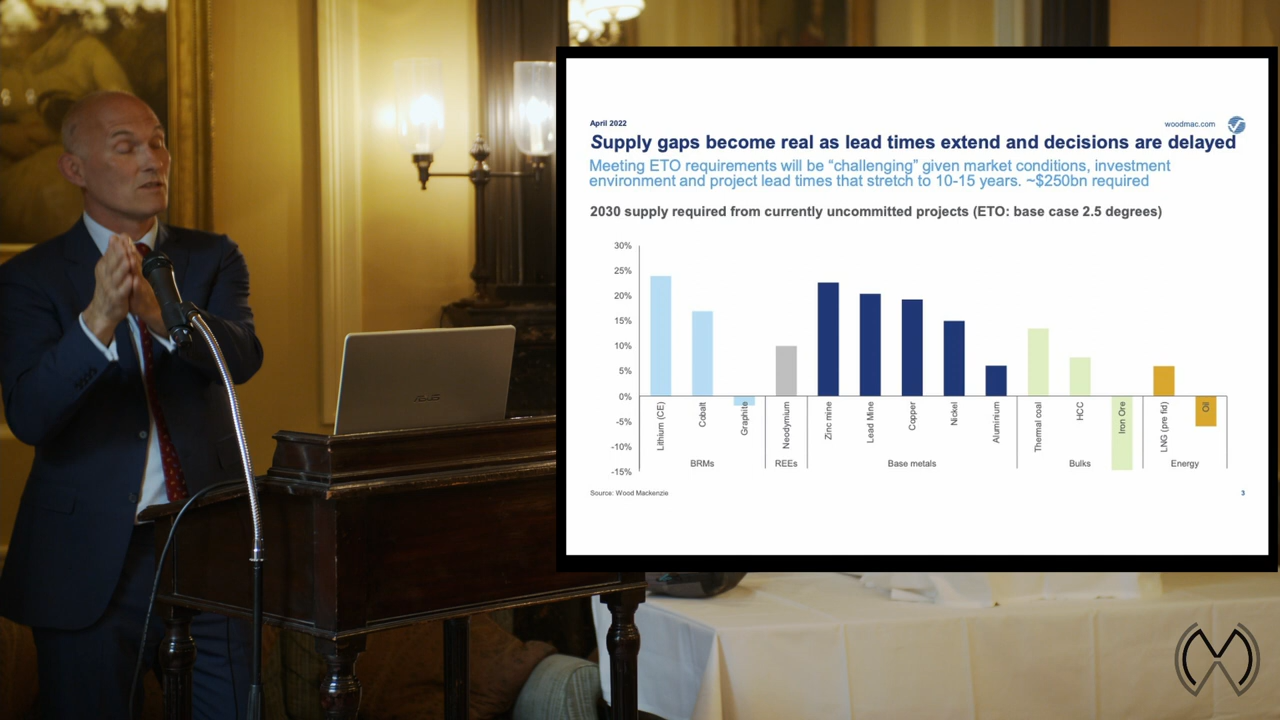 April 2022
woodmac.com
Supply gaps become real as lead times extend and decisions are delayed
Meeting ETO requirements will be “challenging” given market conditions, investment
environment and project lead times that stretch to 10-15 years. ~$250bn required
2030 supply required from currently uncommitted projects (ETO: base case 2.5 degrees)
30%
25%
20%
15%
10%
5%
0%
-5%
-10%
-15%
Lithium (CE)
Cobalt
Graphite
Neodymium
Zinc mine
Lead Mine
Copper
Nickel
Aluminium
Thermal coal
HCC
Iron Ore
LNG (pre fid)
Oil
BRMs
REEs
Base metals
Bulks
Energy
Source: Wood Mackenzie
3
ASUS